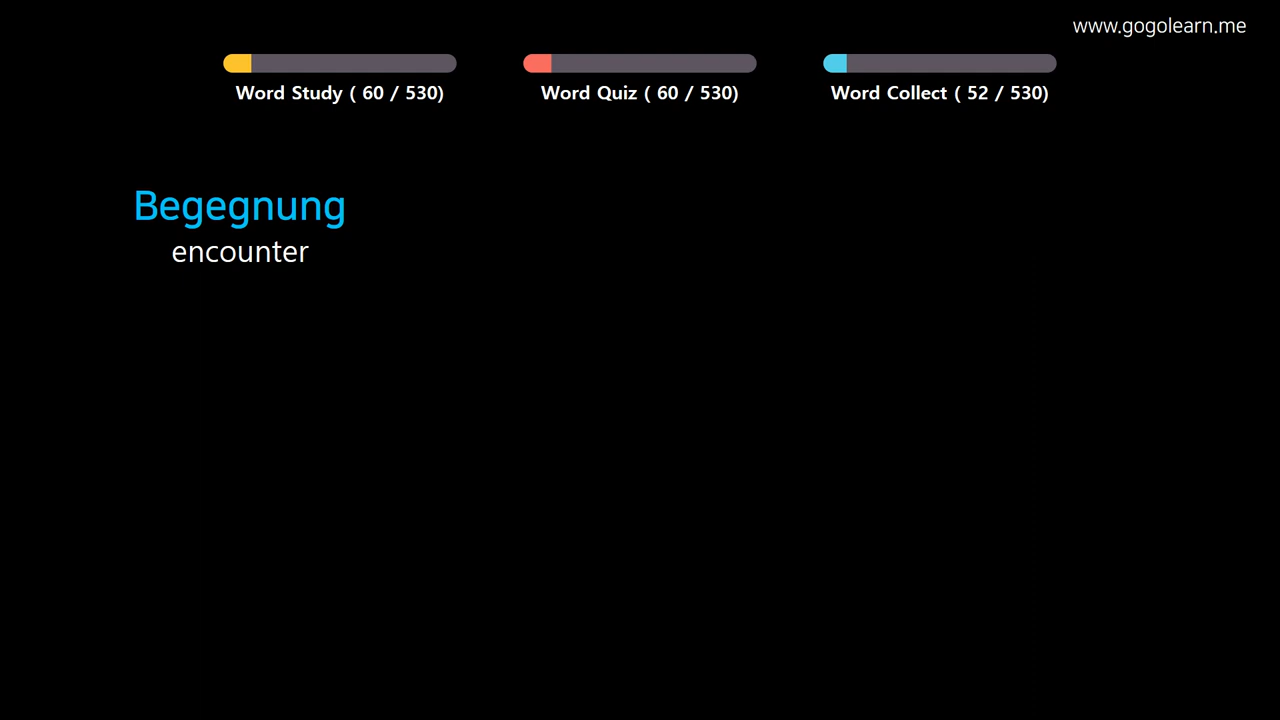 www.gogolearn.me
Word Study ( 60 / 530)
Word Quiz ( 60 / 530)
Word Collect ( 52 / 530)
Begegnung
encounter